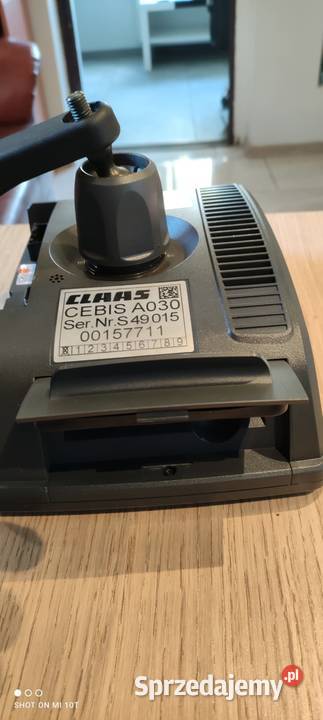 CLAAS
CEBIS A030
Ser.Nr.S49015
00157711
X 1 2 3 4 5 6 7 8 9
SHOT ON MI 10T
Sprzedajemy.pl